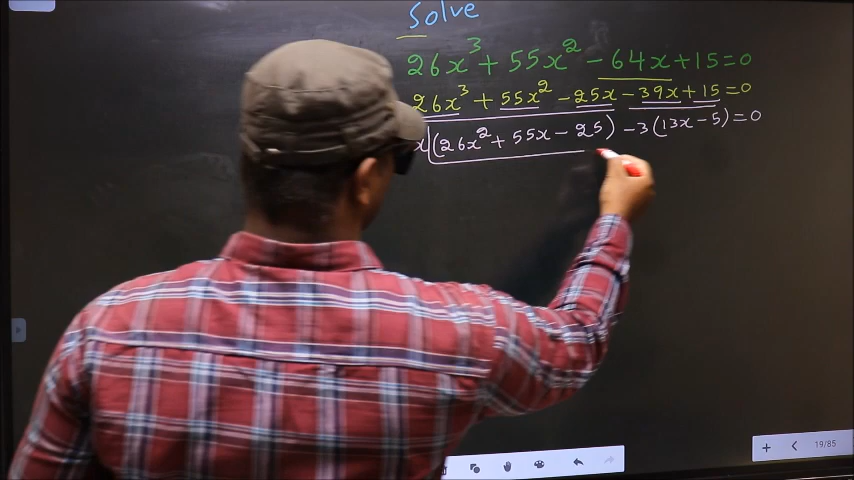 Solve
26x³ + 55x² - 64x + 15 = 0
26x³ + 55x² - 25x - 39x + 15 = 0
x(26x² + 55x - 25) - 3(13x - 5) = 0
19/85